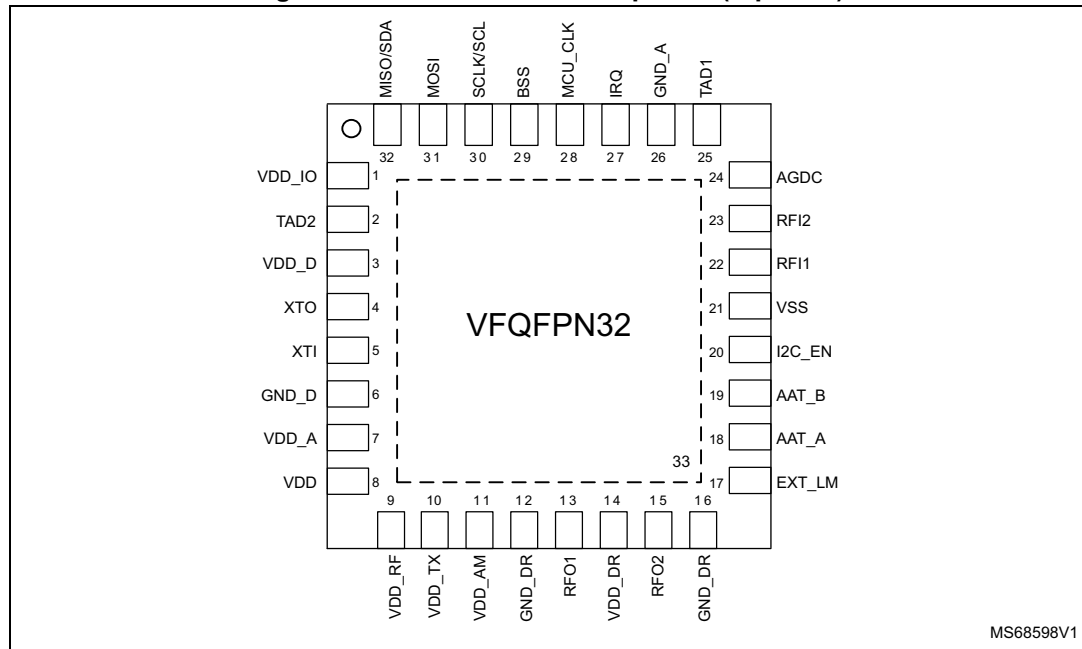 MISO/SDA
MOSI
SCLK/SCL
BSS
MCU_CLK
IRQ
GND_A
TAD1
32
31
30
29
28
27
26
25
VDD_IO 1
TAD2 2
VDD_D 3
XTO 4
XTI 5
GND_D 6
VDD_A 7
VDD 8
VFQFPN32
24 AGDC
23 RFI2
22 RFI1
21 VSS
20 I2C_EN
19 AAT_B
18 AAT_A
17 EXT_LM
33
9
10
11
12
13
14
15
16
VDD_RF
VDD_TX
VDD_AM
GND_DR
RFO1
VDD_DR
RFO2
GND_DR
MS68598V1